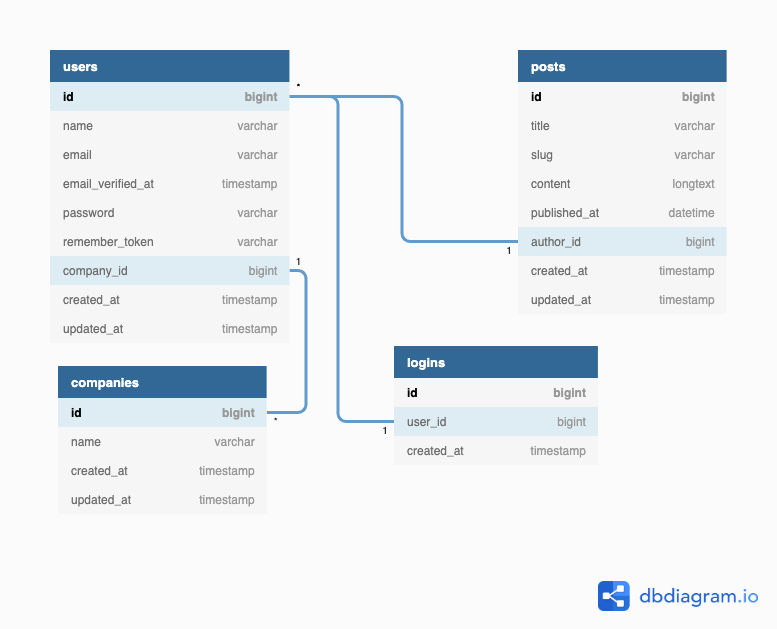 users
id bigint
name varchar
email varchar
email_verified_at timestamp
password varchar
remember_token varchar
company_id bigint
created_at timestamp
updated_at timestamp
*
1
companies
id bigint
name varchar
created_at timestamp
updated_at timestamp
*
posts
id bigint
title varchar
slug varchar
content longtext
published_at datetime
author_id bigint
created_at timestamp
updated_at timestamp
1
logins
id bigint
user_id bigint
created_at timestamp
1
dbdiagram.io